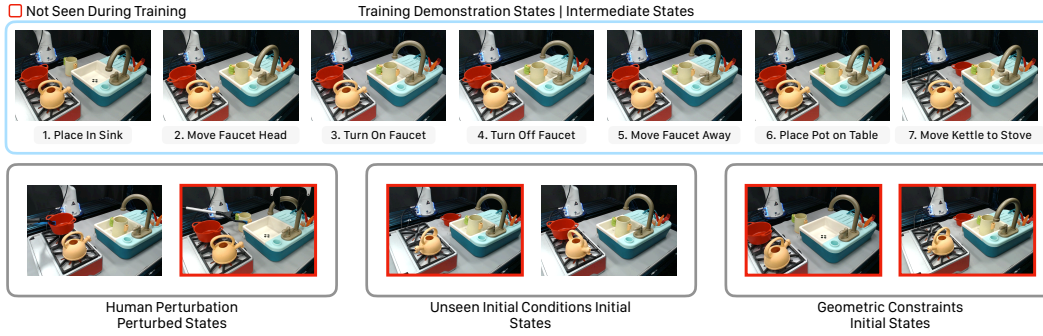 Not Seen During Training
Training Demonstration States | Intermediate States
1. Place In Sink
2. Move Faucet Head
3. Turn On Faucet
4. Turn Off Faucet
5. Move Faucet Away
6. Place Pot on Table
7. Move Kettle to Stove
Human Perturbation
Perturbed States
Unseen Initial Conditions Initial
States
Geometric Constraints
Initial States